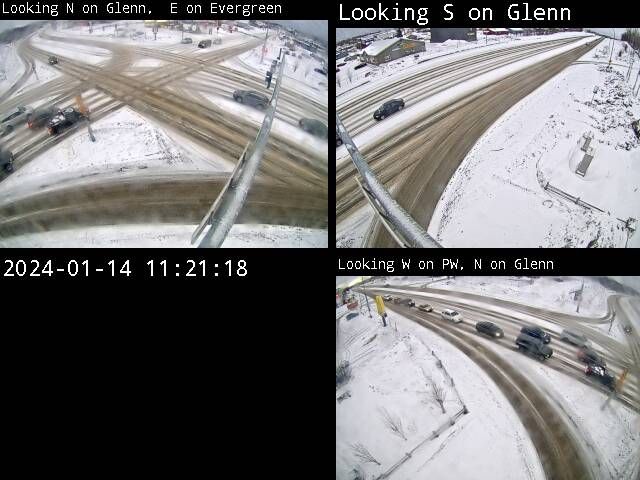 Looking N on Glenn,  E on Evergreen
Looking S on Glenn
2024-01-14 11:21:18
Looking W on PW, N on Glenn